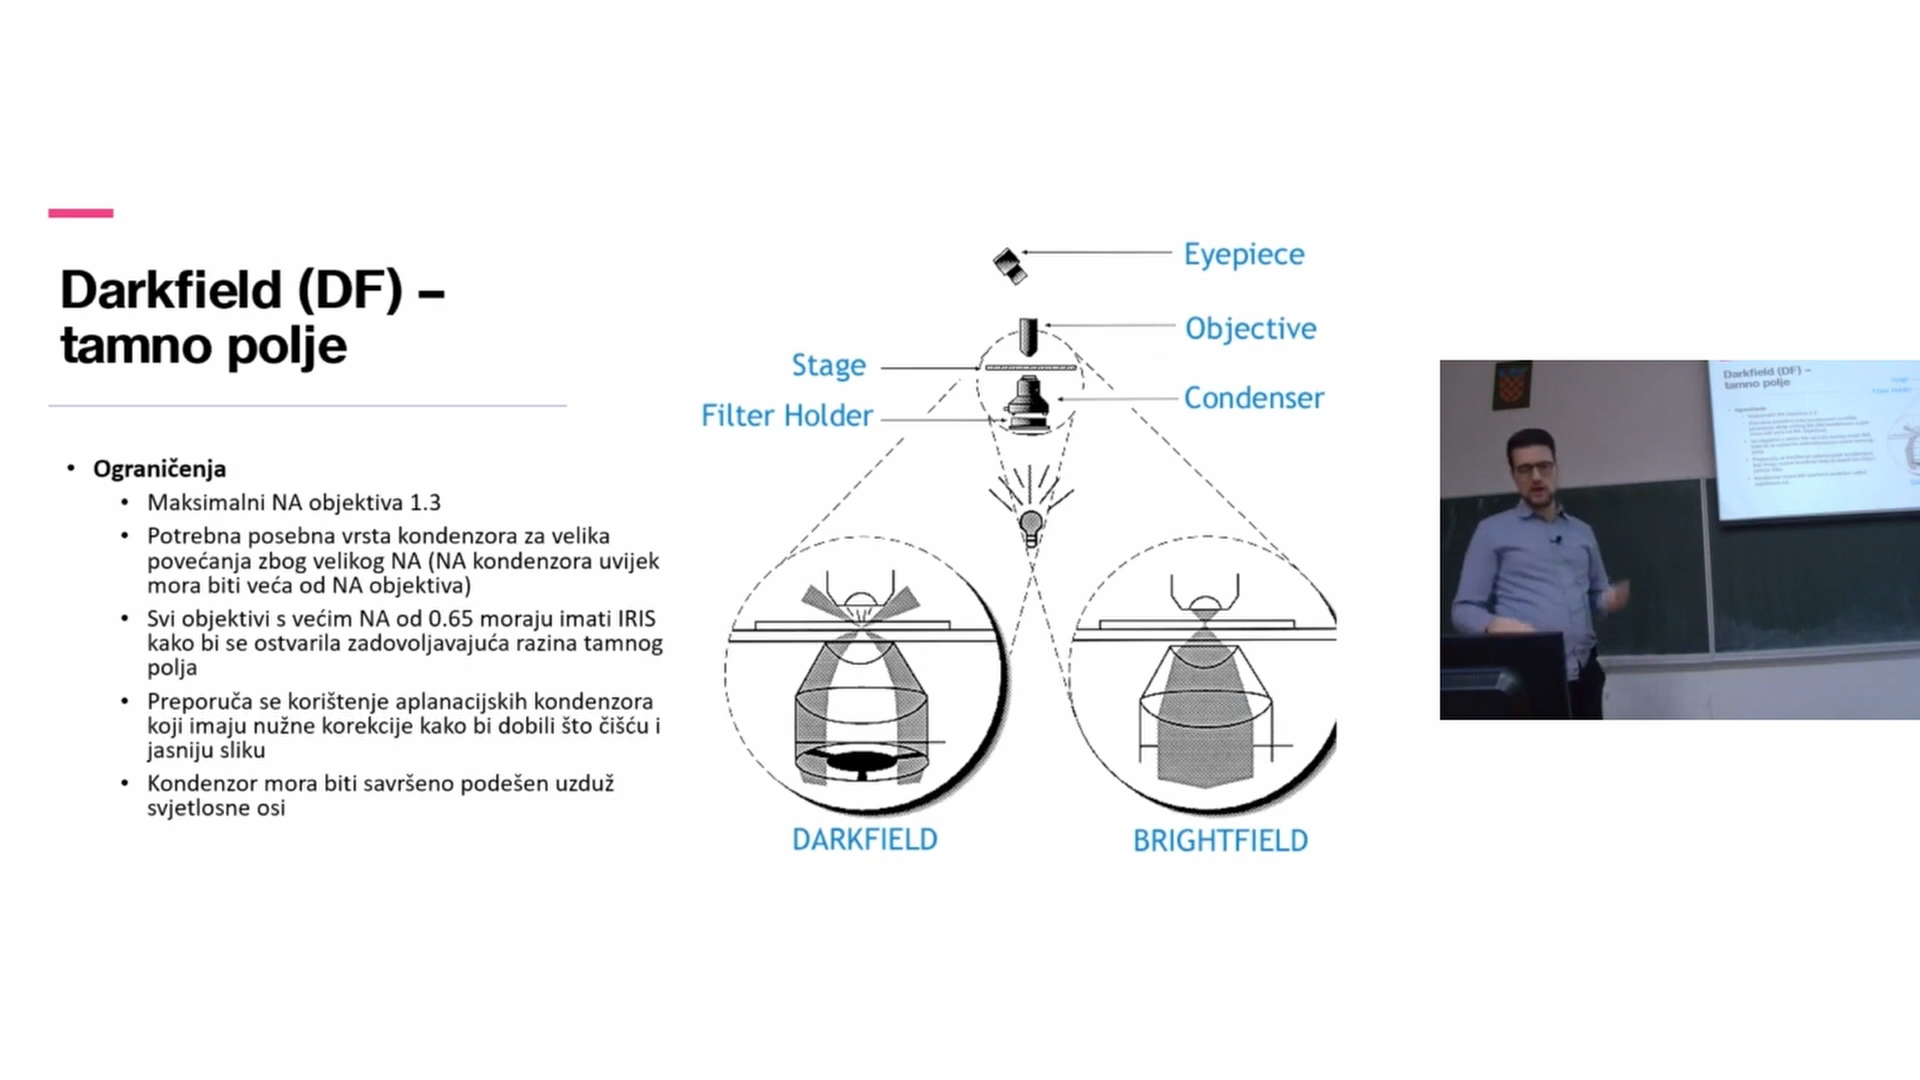 Darkfield (DF) –
tamno polje
• Ograničenja
• Maksimalni NA objektiva 1.3
• Potrebna posebna vrsta kondenzora za velika
povećanja zbog velikog NA (NA kondenzora uvijek
mora biti veća od NA objektiva)
• Svi objektivi s većim NA od 0.65 moraju imati IRIS
kako bi se ostvarila zadovoljavajuća razina tamnog
polja
• Preporuča se korištenje aplanacijskih kondenzora
koji imaju nužne korekcije kako bi dobili što čišću i
jasniju sliku
• Kondenzor mora biti savršeno podešen uzduž
svjetlosne osi
Eyepiece
Objective
Stage
Condenser
Filter Holder
DARKFIELD
BRIGHTFIELD
Darkfield (DF) –
tamno polje